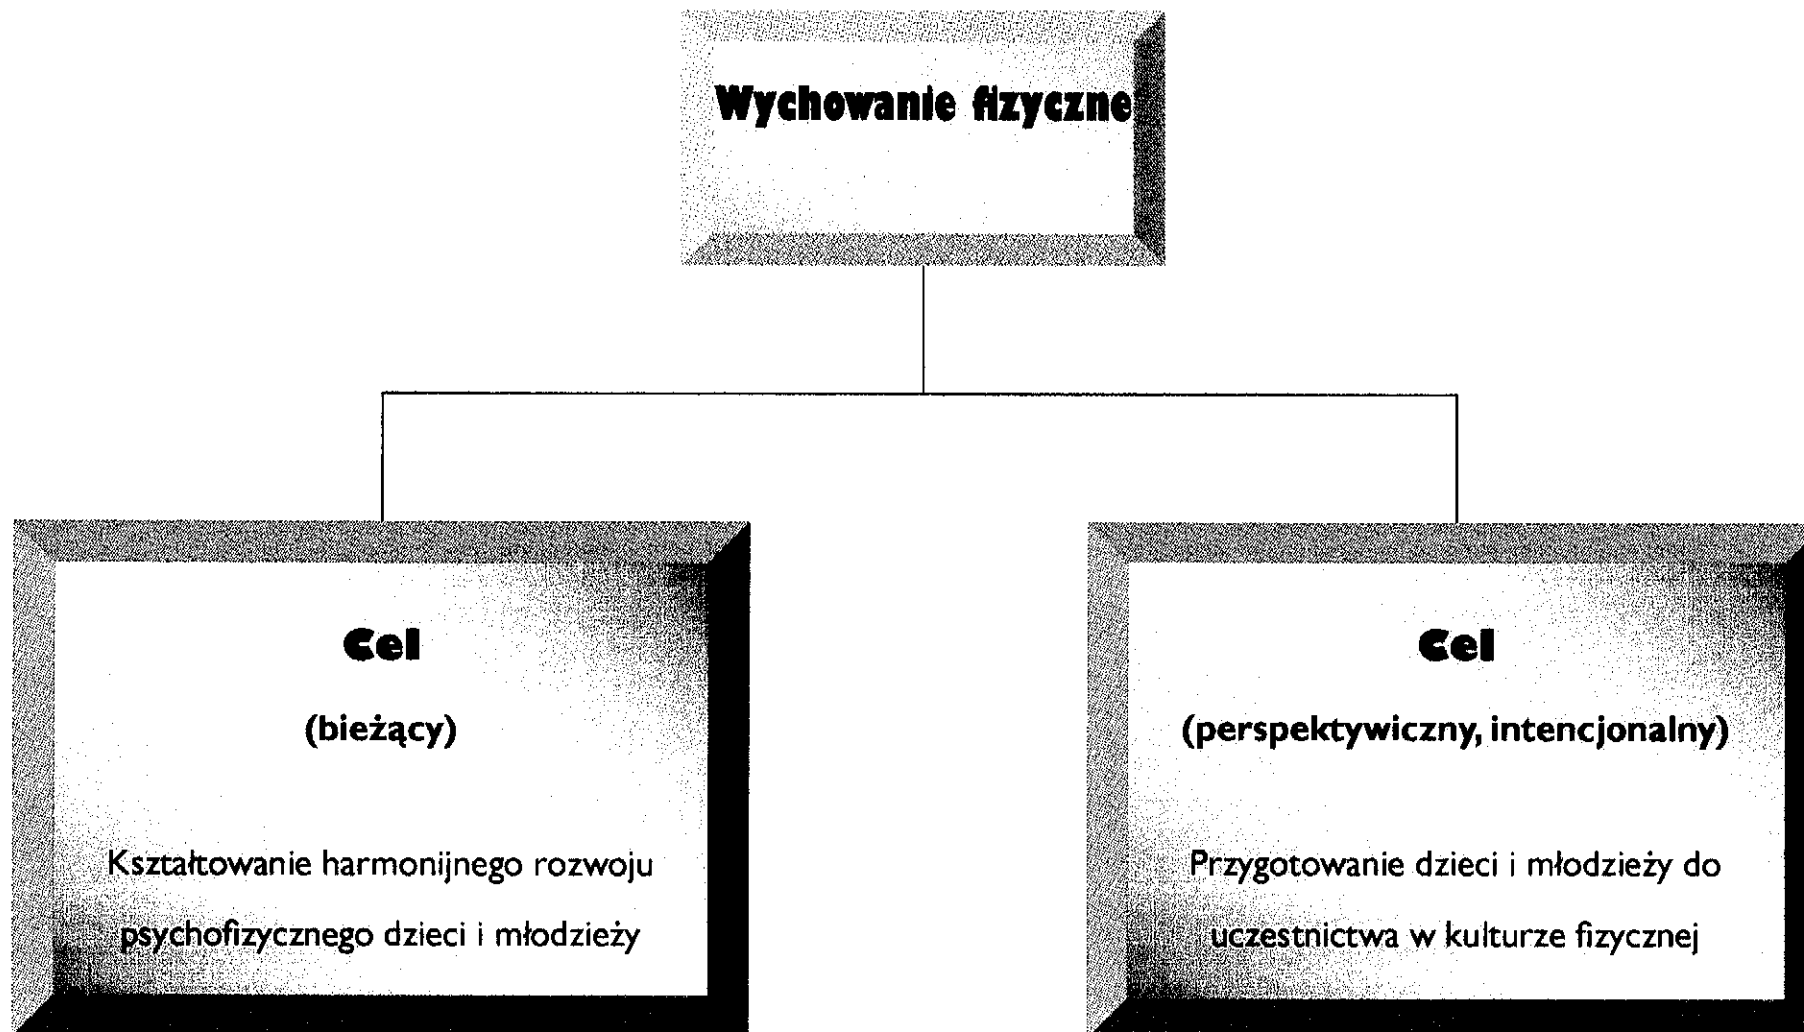 Wychowanie fizyczne
Cel
(bieżący)
Kształtowanie harmonijnego rozwoju
psychofizycznego dzieci i młodzieży
Cel
(perspektywiczny, intencjonalny)
Przygotowanie dzieci i młodzieży do
uczestnictwa w kulturze fizycznej